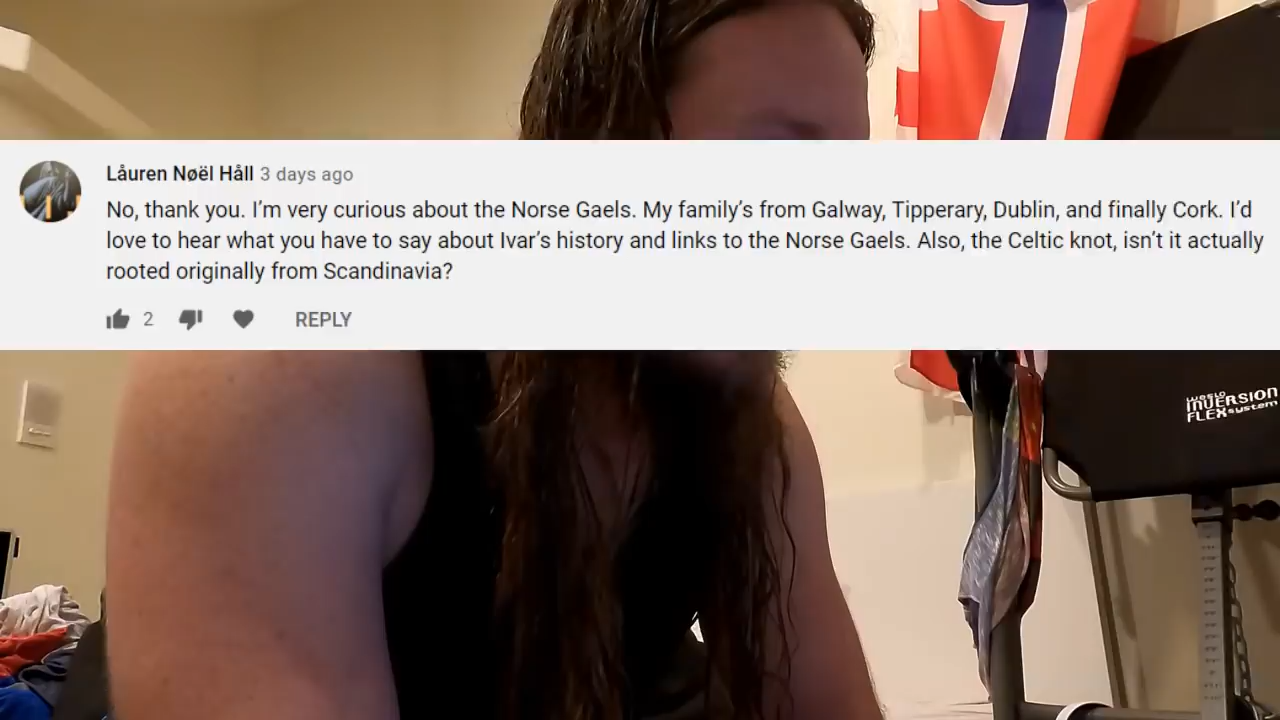 Låuren Nøël Håll 3 days ago
No, thank you. I'm very curious about the Norse Gaels. My family's from Galway, Tipperary, Dublin, and finally Cork. I'd
love to hear what you have to say about Ivar's history and links to the Norse Gaels. Also, the Celtic knot, isn't it actually
rooted originally from Scandinavia?
2 REPLY
WORLD
INVERSION
FLEX system